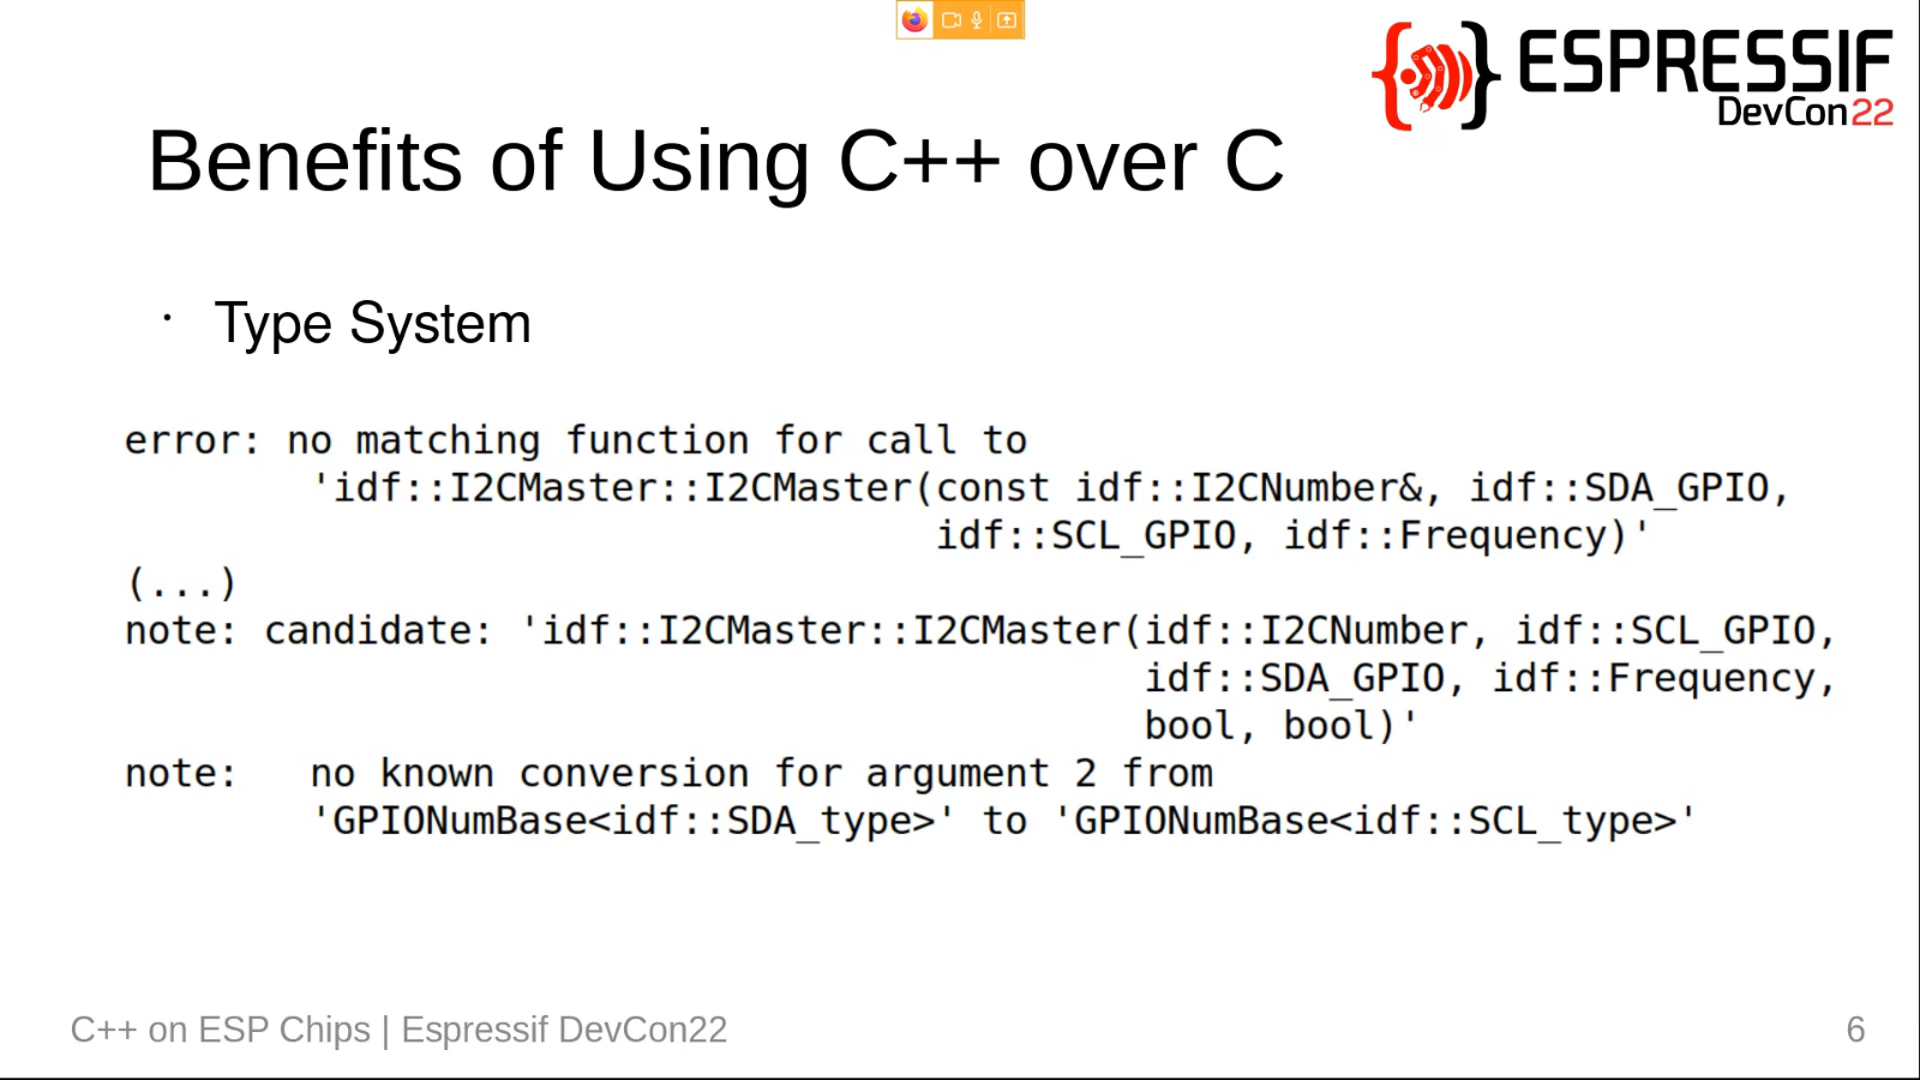 ESPRESSIF
DevCon22
Benefits of Using C++ over C
• Type System
error: no matching function for call to
'idf::I2CMaster::I2CMaster(const idf::I2CNumber&, idf::SDA_GPIO,
idf::SCL_GPIO, idf::Frequency)'
(...)
note: candidate: 'idf::I2CMaster::I2CMaster(idf::I2CNumber, idf::SCL_GPIO,
idf::SDA_GPIO, idf::Frequency,
bool, bool)'
note: no known conversion for argument 2 from
'GPIONumBase<idf::SDA_type>' to 'GPIONumBase<idf::SCL_type>'
C++ on ESP Chips | Espressif DevCon22
6